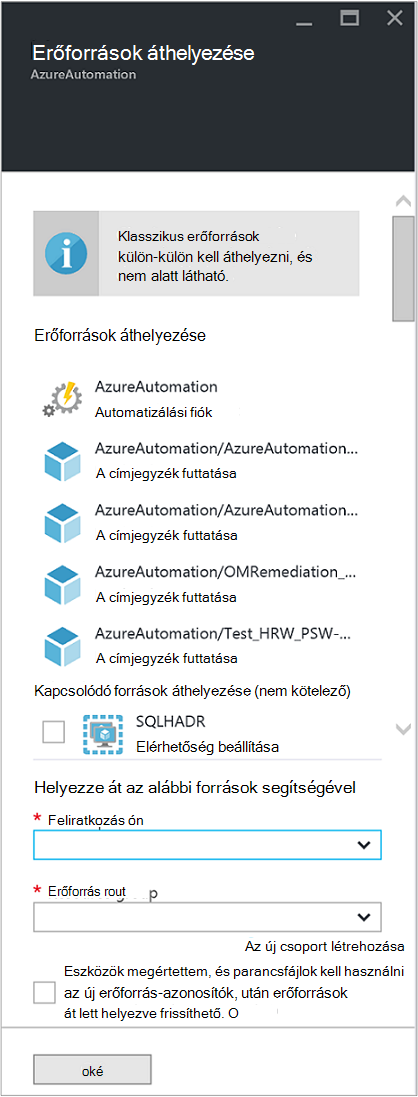 Erőforrások áthelyezése
AzureAutomation
Klasszikus erőforrások
külön-külön kell áthelyezni, és
nem alatt látható.
Erőforrások áthelyezése
AzureAutomation
Automatizálási fiók
AzureAutomation/AzureAutomation...
A címjegyzék futtatása
AzureAutomation/AzureAutomation...
A címjegyzék futtatása
AzureAutomation/OMRemediation_...
A címjegyzék futtatása
AzureAutomation/Test_HRW_PSW-...
A címjegyzék futtatása
Kapcsolódó források áthelyezése (nem kötelező)
SQLHADR
Elérhetőség beállítása
Helyezze át az alábbi források segítségével
* Feliratkozás ón
* Erőforrás rout
Az új csoport létrehozása
Eszközök megértettem, és parancsfájlok kell használni
az új erőforrás-azonosítók, után erőforrások
át lett helyezve frissíthető. O
oké